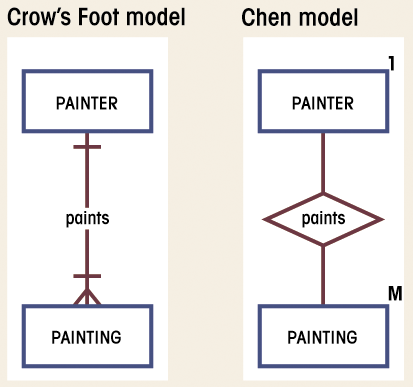 Crow's Foot model
PAINTER
paints
PAINTING
Chen model
1
PAINTER
paints
M
PAINTING